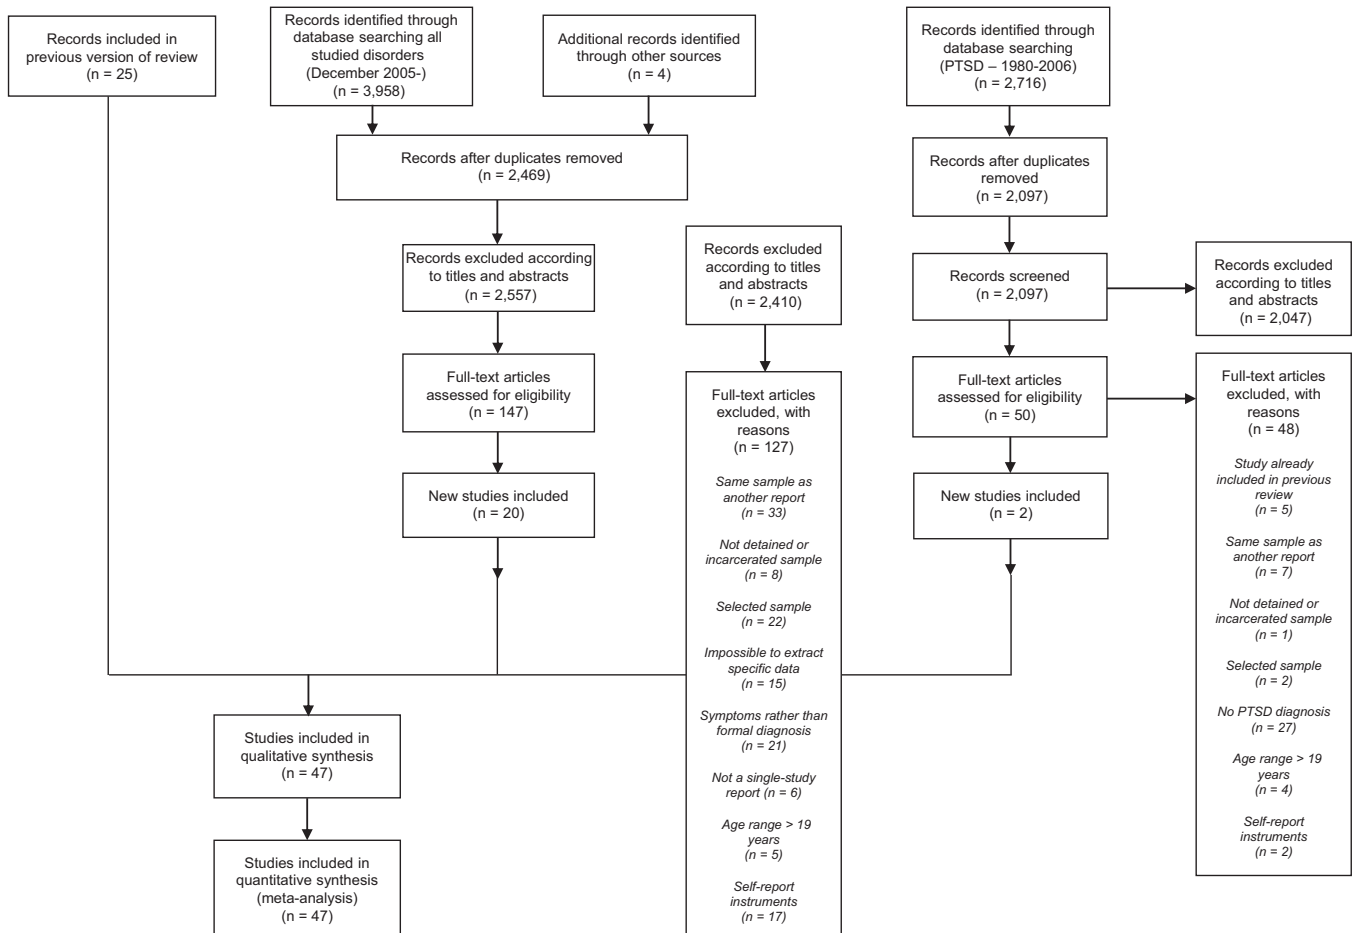 Records included in
previous version of review
(n = 25)
Records identified through
database searching all
studied disorders
(December 2005-)
(n = 3,958)
Additional records identified
through other sources
(n = 4)
Records identified through
database searching
(PTSD – 1980-2006)
(n = 2,716)
Records after duplicates removed
(n = 2,469)
Records after duplicates
removed
(n = 2,097)
Records excluded according
to titles and abstracts
(n = 2,557)
Records excluded
according to titles
and abstracts
(n = 2,410)
Records screened
(n = 2,097)
Records excluded
according to titles
and abstracts
(n = 2,047)
Full-text articles
assessed for eligibility
(n = 147)
Full-text articles
excluded, with
reasons
(n = 127)
Same sample as
another report
(n = 33)
Not detained or
incarcerated sample
(n = 8)
Selected sample
(n = 22)
Impossible to extract
specific data
(n = 15)
Symptoms rather than
formal diagnosis
(n = 21)
Not a single-study
report (n = 6)
Age range > 19
years
(n = 5)
Self-report
instruments
(n = 17)
Full-text articles
assessed for eligibility
(n = 50)
Full-text articles
excluded, with
reasons
(n = 48)
Study already
included in previous
review
(n = 5)
Same sample as
another report
(n = 7)
Not detained or
incarcerated sample
(n = 1)
Selected sample
(n = 2)
No PTSD diagnosis
(n = 27)
Age range > 19
years
(n = 4)
Self-report
instruments
(n = 2)
New studies included
(n = 20)
New studies included
(n = 2)
Studies included in
qualitative synthesis
(n = 47)
Studies included in
quantitative synthesis
(meta-analysis)
(n = 47)